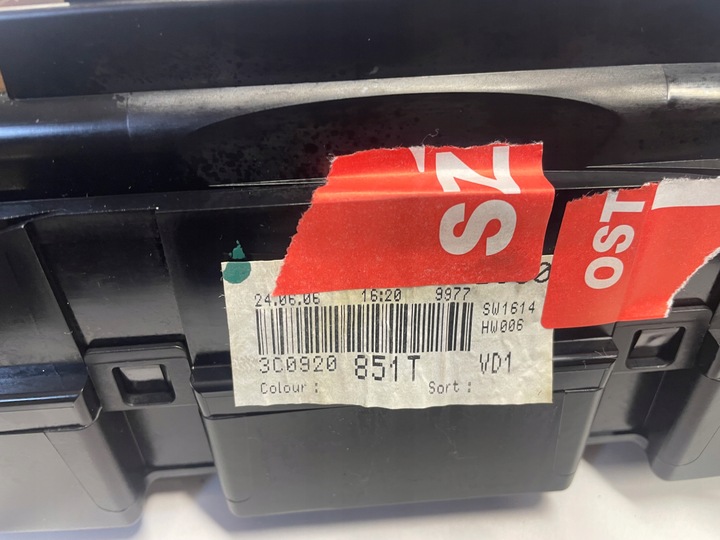 SZ
OST
24.06.06 16:20 9977
SW1614
HW006
3C0920 851T VD1
Colour : Sort :